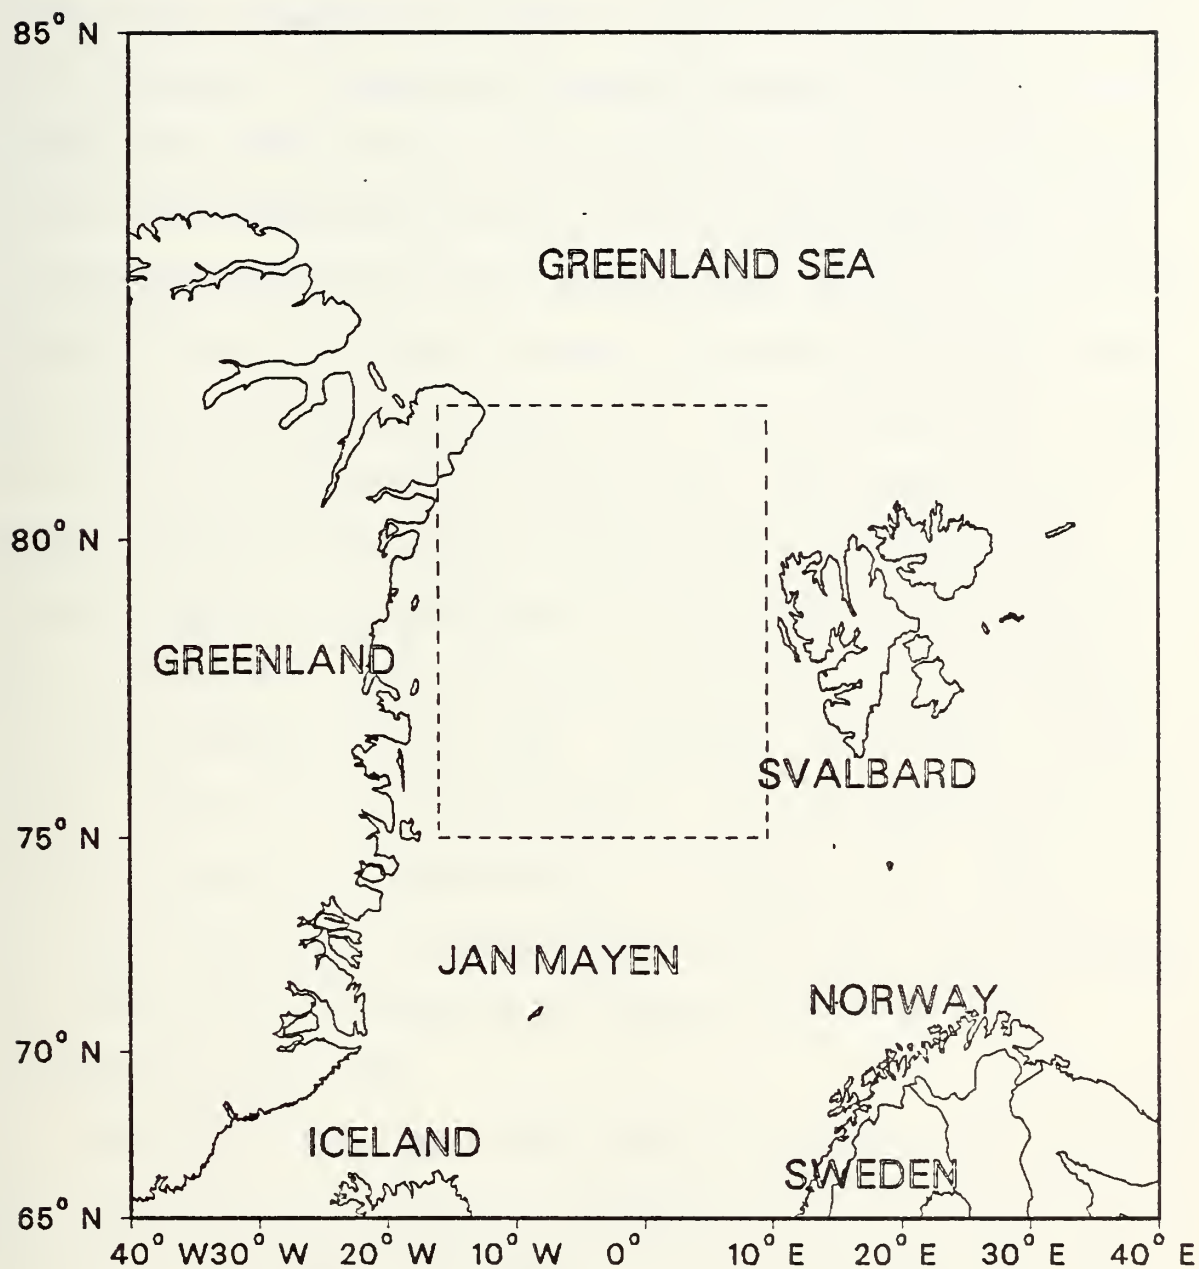 85° N
GREENLAND SEA
80° N
GREENLAND
SVALBARD
75° N
JAN MAYEN
NORWAY
70° N
ICELAND
SWEDEN
65° N
40° W 30° W 20° W 10° W 0° 10° E 20° E 30° E 40° E